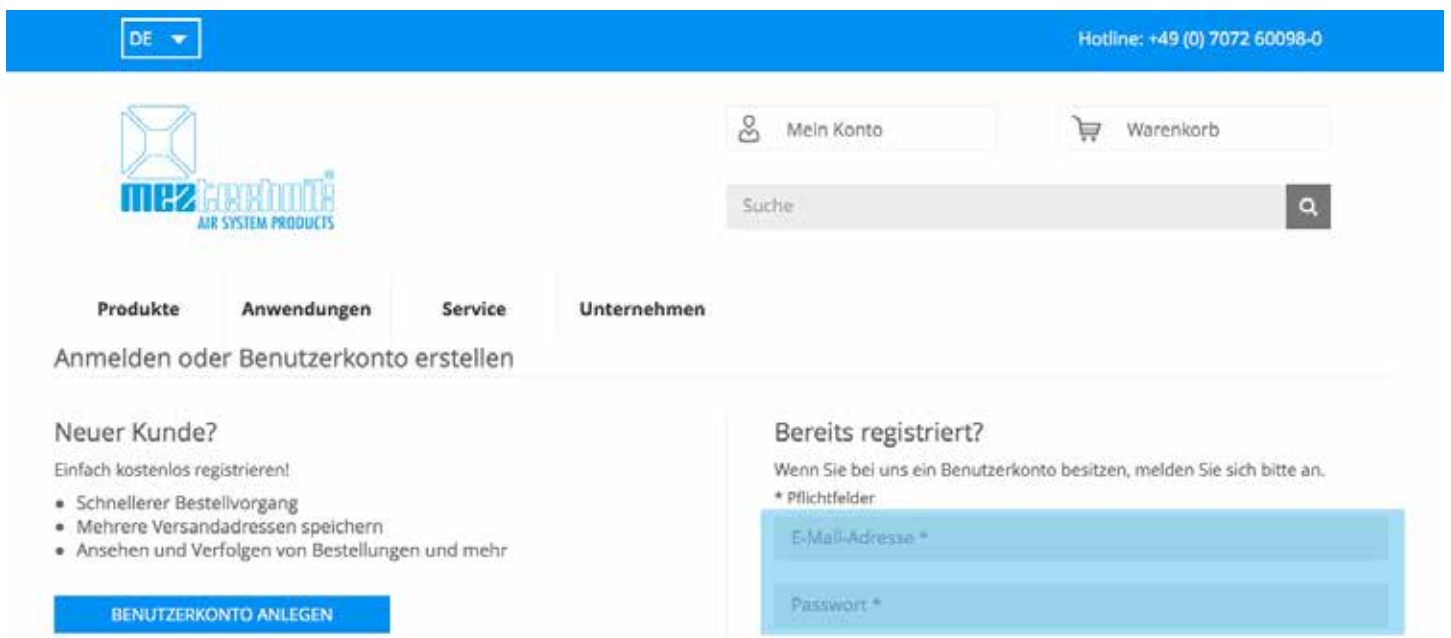 DE
Hotline: +49 (0) 7072 60098-0
Mein Konto
Warenkorb
meztechnik®
AIR SYSTEM PRODUCTS
Suche
Produkte Anwendungen Service Unternehmen
Anmelden oder Benutzerkonto erstellen
Neuer Kunde?
Einfach kostenlos registrieren!
• Schnellerer Bestellvorgang
• Mehrere Versandadressen speichern
• Ansehen und Verfolgen von Bestellungen und mehr
BENUTZERKONTO ANLEGEN
Bereits registriert?
Wenn Sie bei uns ein Benutzerkonto besitzen, melden Sie sich bitte an.
* Pflichtfelder
E-Mail-Adresse *
Passwort *